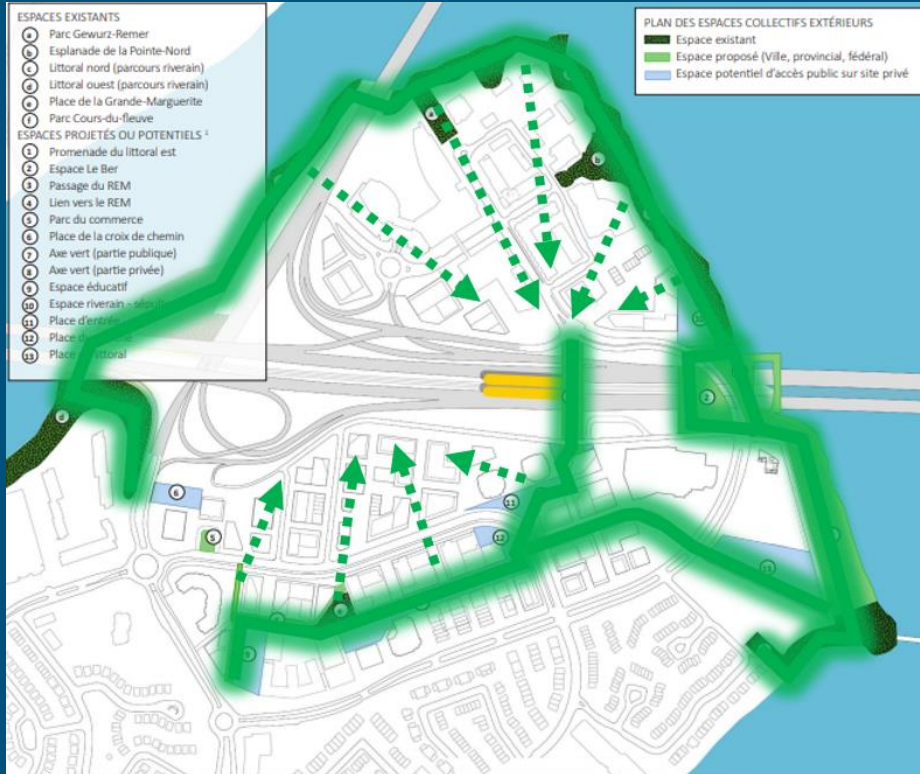 ESPACES EXISTANTS
a Parc Gewurz-Remer
b Esplanade de la Pointe-Nord
c Littoral nord (parcours riverain)
d Littoral ouest (parcours riverain)
e Place de la Grande-Marguerite
f Parc Cours-du-fleuve
ESPACES PROJETÉS OU POTENTIELS 1
1 Promenade du littoral est
2 Espace Le Ber
3 Passage du REM
4 Lien vers le REM
5 Parc du commerce
6 Place de la croix de chemin
7 Axe vert (partie publique)
8 Axe vert (partie privée)
9 Espace éducatif
10 Espace riverain -
11 Place d'entrée
12 Place
13 Place
PLAN DES ESPACES COLLECTIFS EXTÉRIEURS
Espace existant
Espace proposé (Ville, provincial, fédéral)
Espace potentiel d'accès public sur site privé
a
b
2
d
6
11
5
12